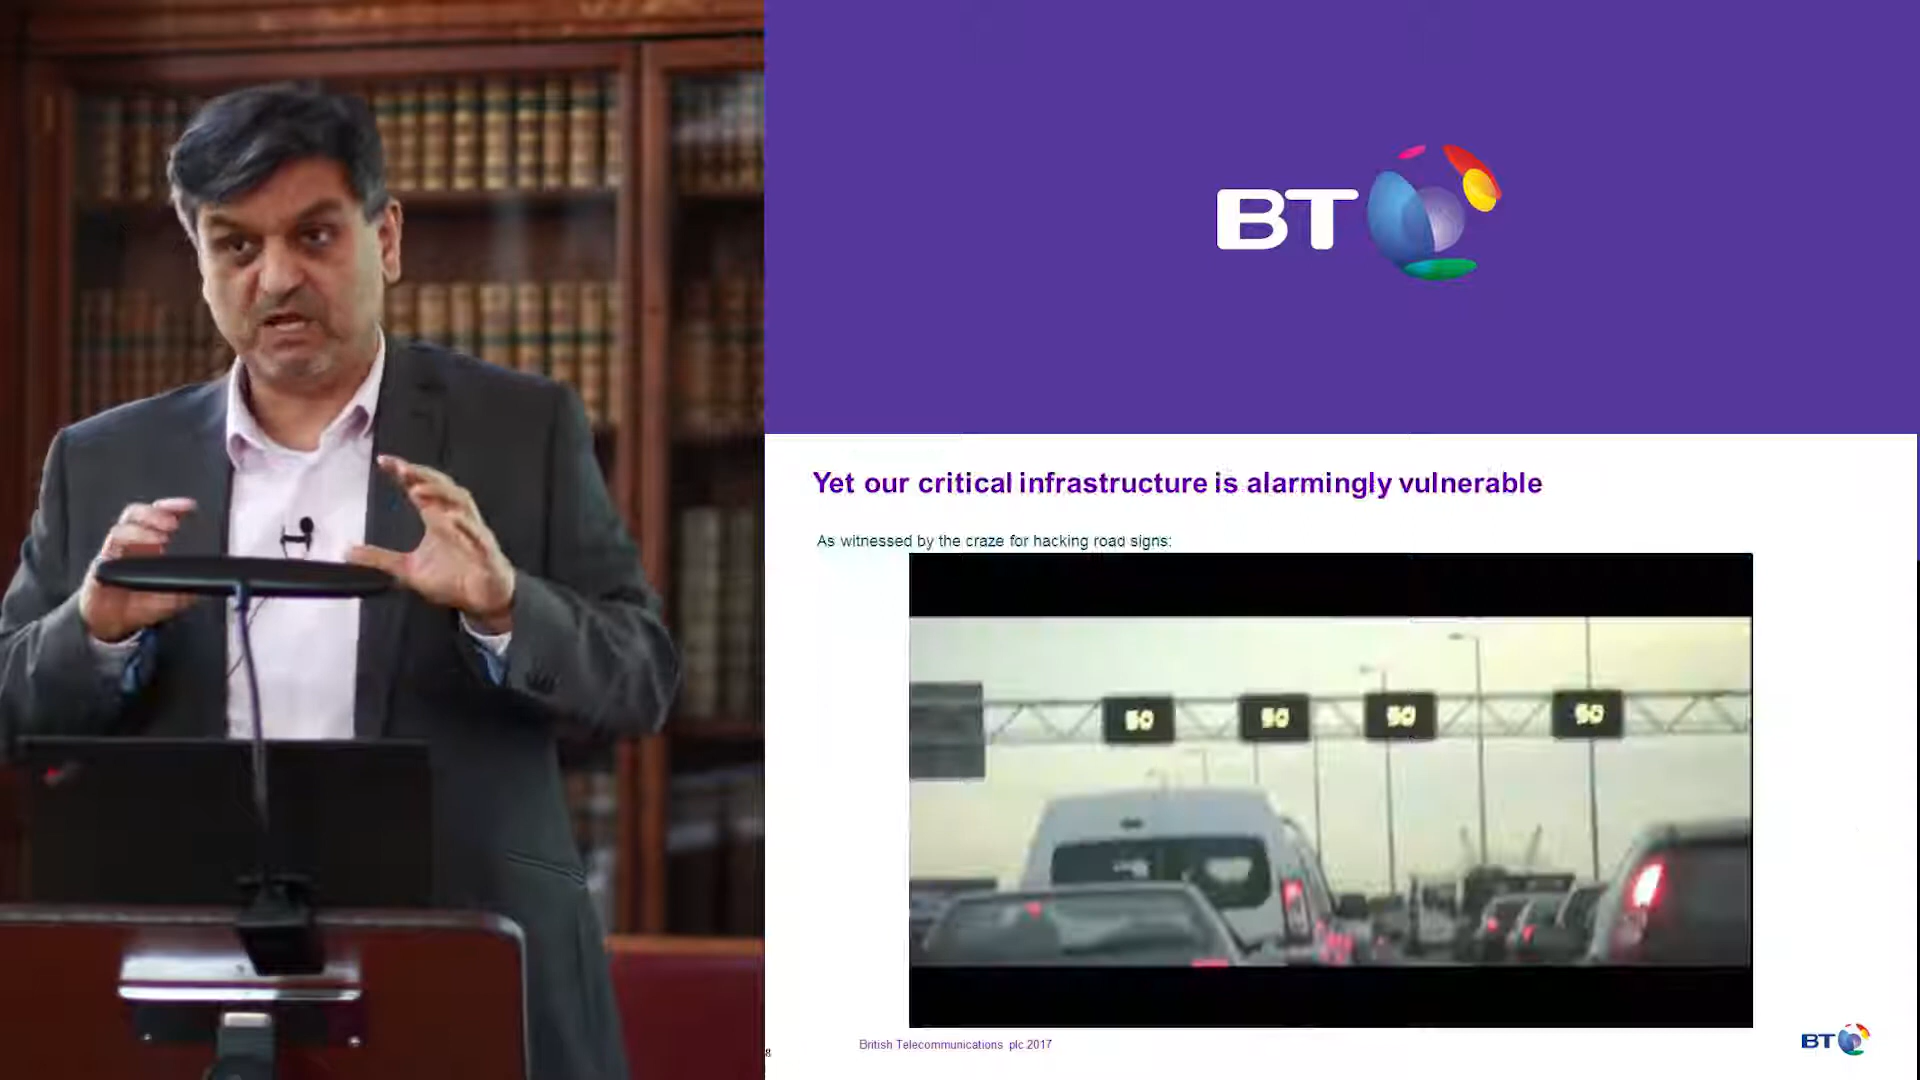 BT
Yet our critical infrastructure is alarmingly vulnerable
As witnessed by the craze for hacking road signs:
50 50 50 50
8
British Telecommunications plc 2017
BT